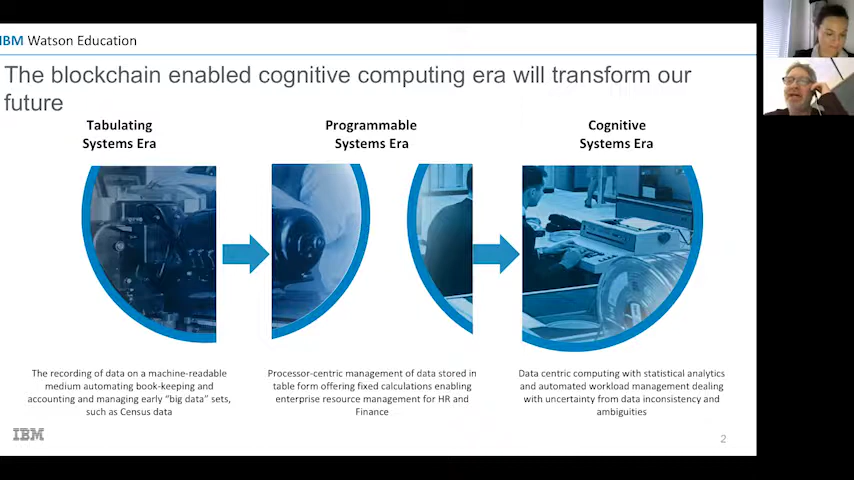 IBM Watson Education
The blockchain enabled cognitive computing era will transform our
future
Tabulating
Systems Era
Programmable
Systems Era
Cognitive
Systems Era
The recording of data on a machine-readable
medium automating book-keeping and
accounting and managing early “big data” sets,
such as Census data
Processor-centric management of data stored in
table form offering fixed calculations enabling
enterprise resource management for HR and
Finance
Data centric computing with statistical analytics
and automated workload management dealing
with uncertainty from data inconsistency and
ambiguities
IBM
2